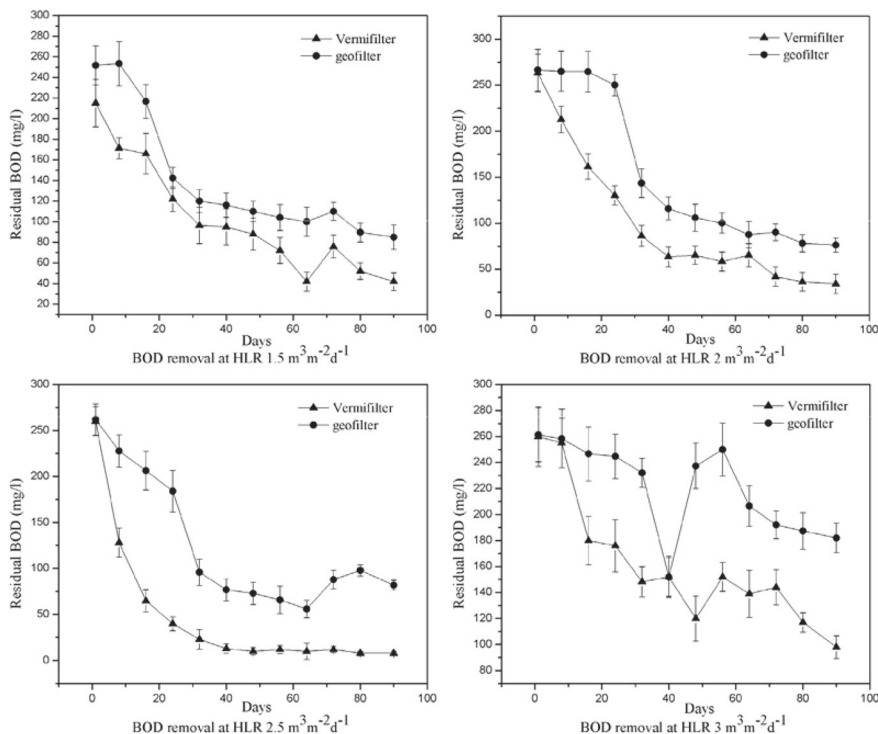 300
280
260
240
220
200
180
160
140
120
100
80
60
40
20
Residual BOD (mg/l)
Vermifilter
geofilter
0 20 40 60 80 100
Days
BOD removal at HLR 1.5 m³m⁻²d⁻¹
300
250
200
150
100
50
0
Residual BOD (mg/l)
Vermifilter
geofilter
0 20 40 60 80 100
Days
BOD removal at HLR 2 m³m⁻²d⁻¹
300
250
200
150
100
50
0
Residual BOD (mg/l)
Vermifilter
geofilter
0 20 40 60 80 100
Days
BOD removal at HLR 2.5 m³m⁻²d⁻¹
300
280
260
240
220
200
180
160
140
120
100
80
Residual BOD (mg/l)
Vermifilter
geofilter
0 20 40 60 80 100
Days
BOD removal at HLR 3 m³m⁻²d⁻¹